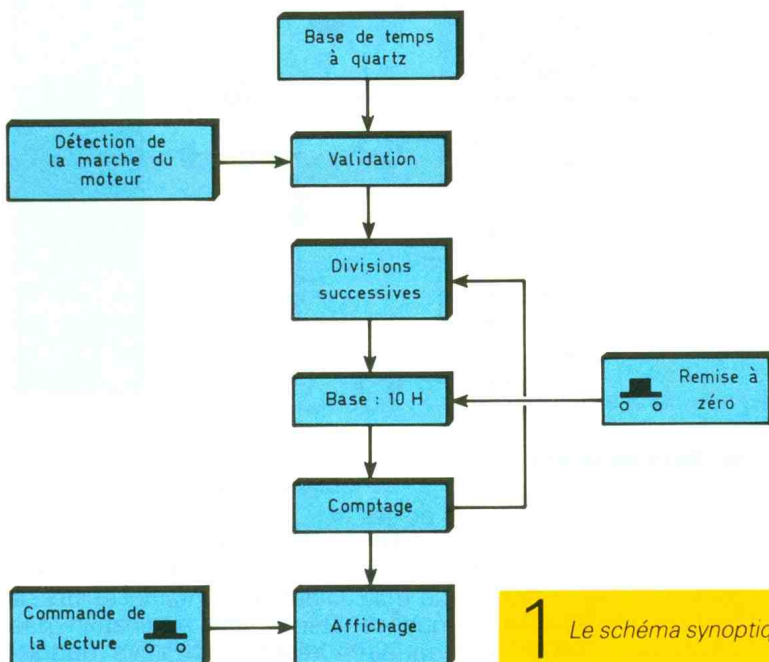 Base de temps
à quartz
Détection de
la marche du
moteur
Validation
Divisions
successives
Base : 10 H
Remise à
zéro
Comptage
Commande de
la lecture
Affichage
1
Le schéma synoptiq